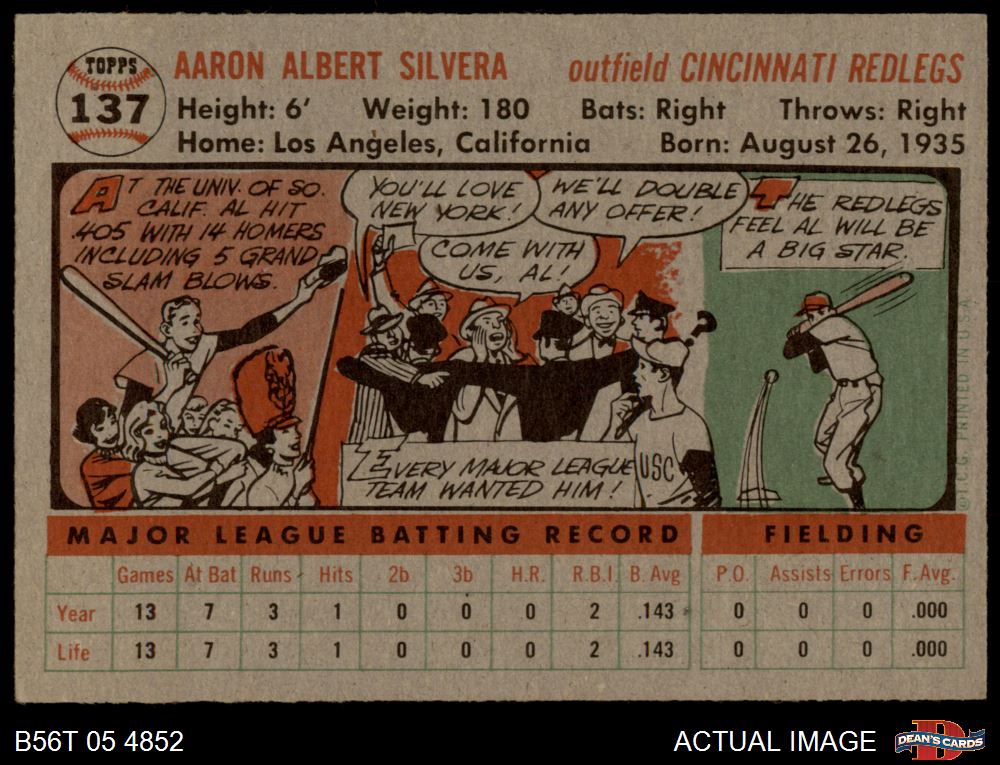 TOPPS
137
AARON ALBERT SILVERA outfield CINCINNATI REDLEGS
Height: 6' Weight: 180 Bats: Right Throws: Right
Home: Los Angeles, California Born: August 26, 1935
AT THE UNIV. OF SO.
CALIF. AL HIT
.405 WITH 14 HOMERS
INCLUDING 5 GRAND
SLAM BLOWS.
YOU'LL LOVE
NEW YORK!
WE'LL DOUBLE
ANY OFFER!
COME WITH
US, AL!
?
USC
EVERY MAJOR LEAGUE
TEAM WANTED HIM!
THE REDLEGS
FEEL AL WILL BE
A BIG STAR.
©T.C.G. PRINTED IN U.S.A.
MAJOR LEAGUE BATTING RECORD FIELDING
Games At Bat Runs Hits 2b 3b H.R. R.B.I. B. Avg P.O. Assists Errors F. Avg.
Year 13 7 3 1 0 0 0 2 .143 0 0 0 .000
Life 13 7 3 1 0 0 0 2 .143 0 0 0 .000
B56T 05 4852 ACTUAL IMAGE DEAN'S CARDS